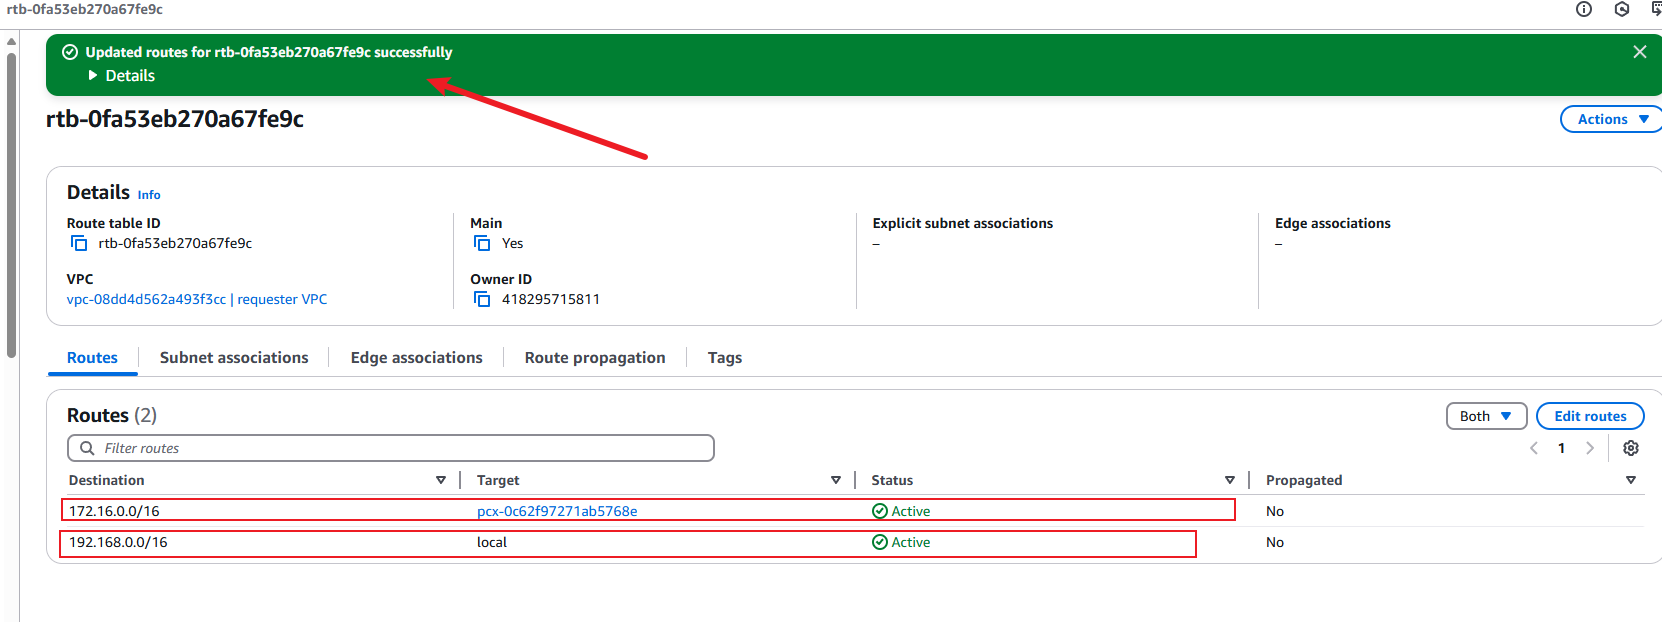 rtb-0fa53eb270a67fe9c
Updated routes for rtb-0fa53eb270a67fe9c successfully
Details
rtb-0fa53eb270a67fe9c
Actions
Details Info
Route table ID
rtb-0fa53eb270a67fe9c
Main
Yes
Explicit subnet associations
–
Edge associations
–
VPC
vpc-08dd4d562a493f3cc | requester VPC
Owner ID
418295715811
Routes Subnet associations Edge associations Route propagation Tags
Routes (2)
Both Edit routes
Filter routes
1
Destination Target Status Propagated
172.16.0.0/16 pcx-0c62f97271ab5768e Active No
192.168.0.0/16 local Active No